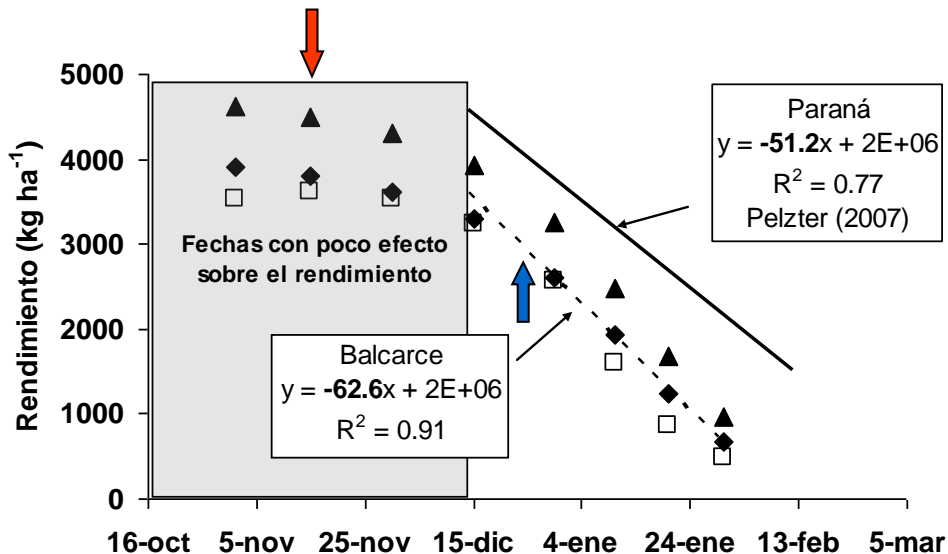 Rendimiento (kg ha⁻¹)
5000
4000
3000
2000
1000
0
Fechas con poco efecto
sobre el rendimiento
Paraná
y = -51.2x + 2E+06
R² = 0.77
Pelzter (2007)
Balcarce
y = -62.6x + 2E+06
R² = 0.91
16-oct 5-nov 25-nov 15-dic 4-ene 24-ene 13-feb 5-mar